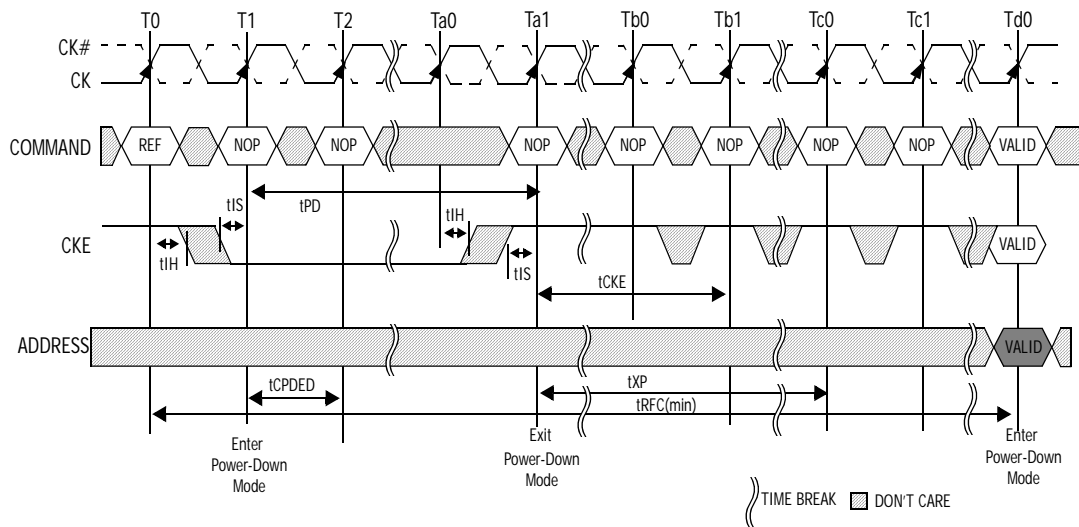 T0 T1 T2 Ta0 Ta1 Tb0 Tb1 Tc0 Tc1 Td0
CK#
CK
COMMAND REF NOP NOP NOP NOP NOP NOP NOP VALID
tIS tPD tIH
CKE VALID
tIH tIS
tCKE
ADDRESS VALID
tCPDED tXP
tRFC(min)
Enter
Power-Down
Mode
Exit
Power-Down
Mode
Enter
Power-Down
Mode
TIME BREAK DON'T CARE